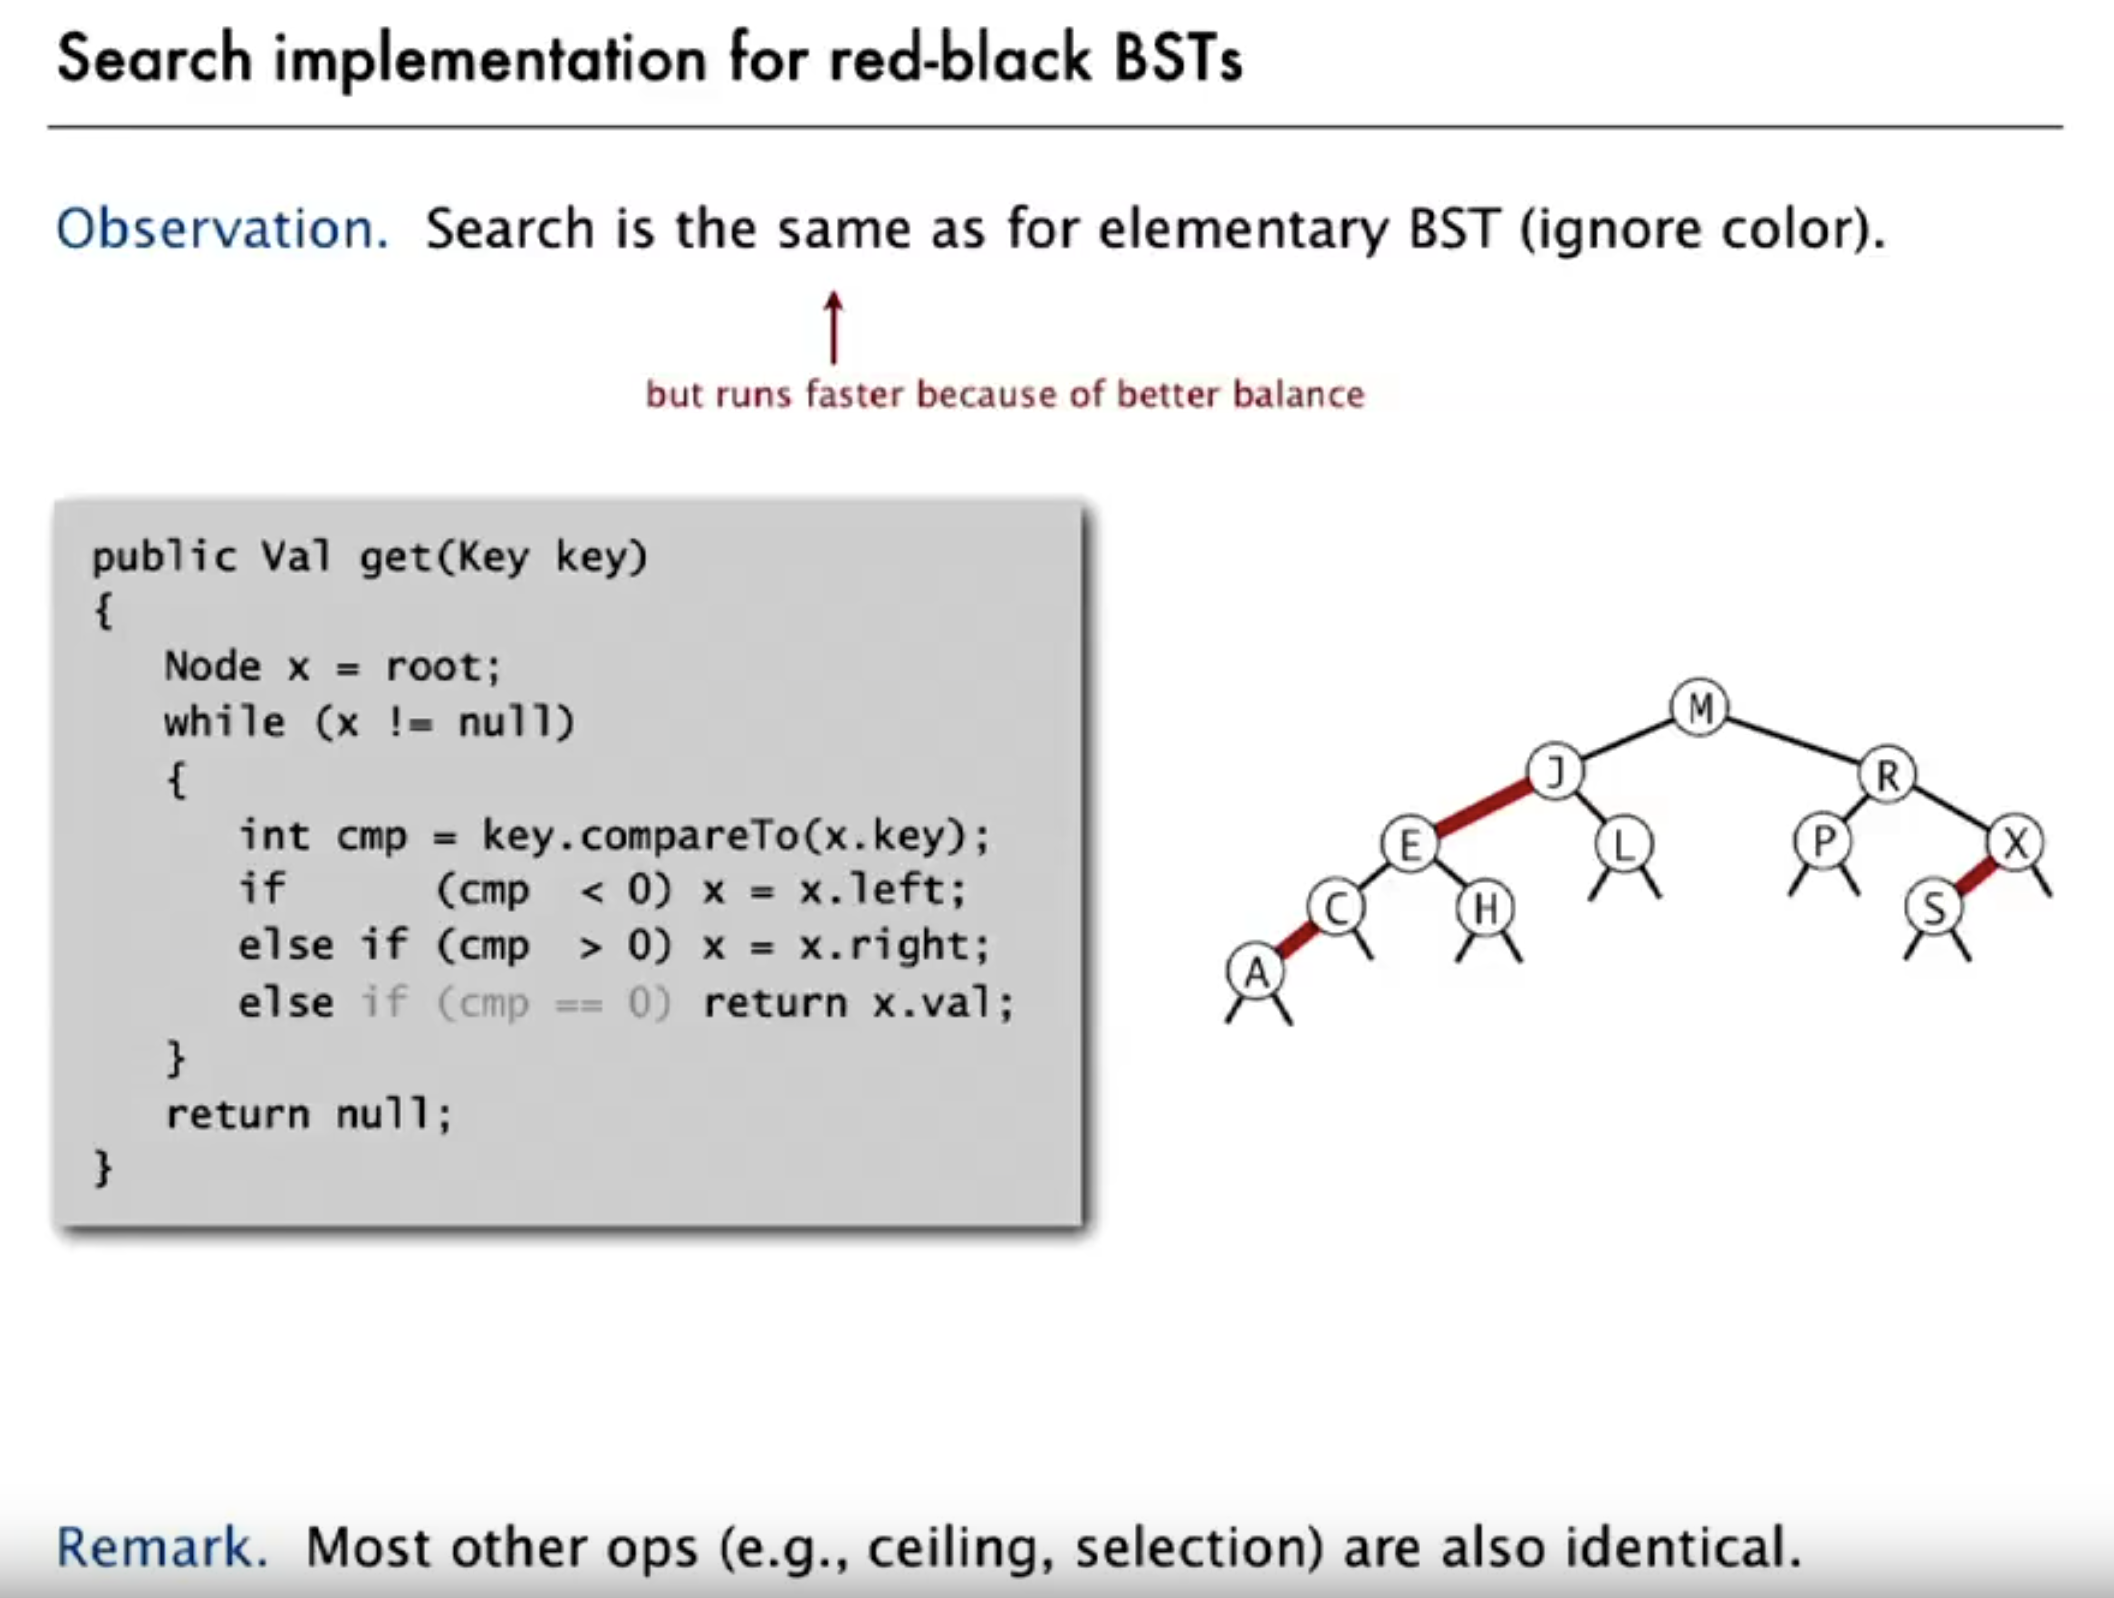 Search implementation for red-black BSTs
Observation. Search is the same as for elementary BST (ignore color).
but runs faster because of better balance
public Val get(Key key)
{
Node x = root;
while (x != null)
{
int cmp = key.compareTo(x.key);
if (cmp < 0) x = x.left;
else if (cmp > 0) x = x.right;
else if (cmp == 0) return x.val;
}
return null;
}
M
J R
E L P X
C H S
A
Remark. Most other ops (e.g., ceiling, selection) are also identical.